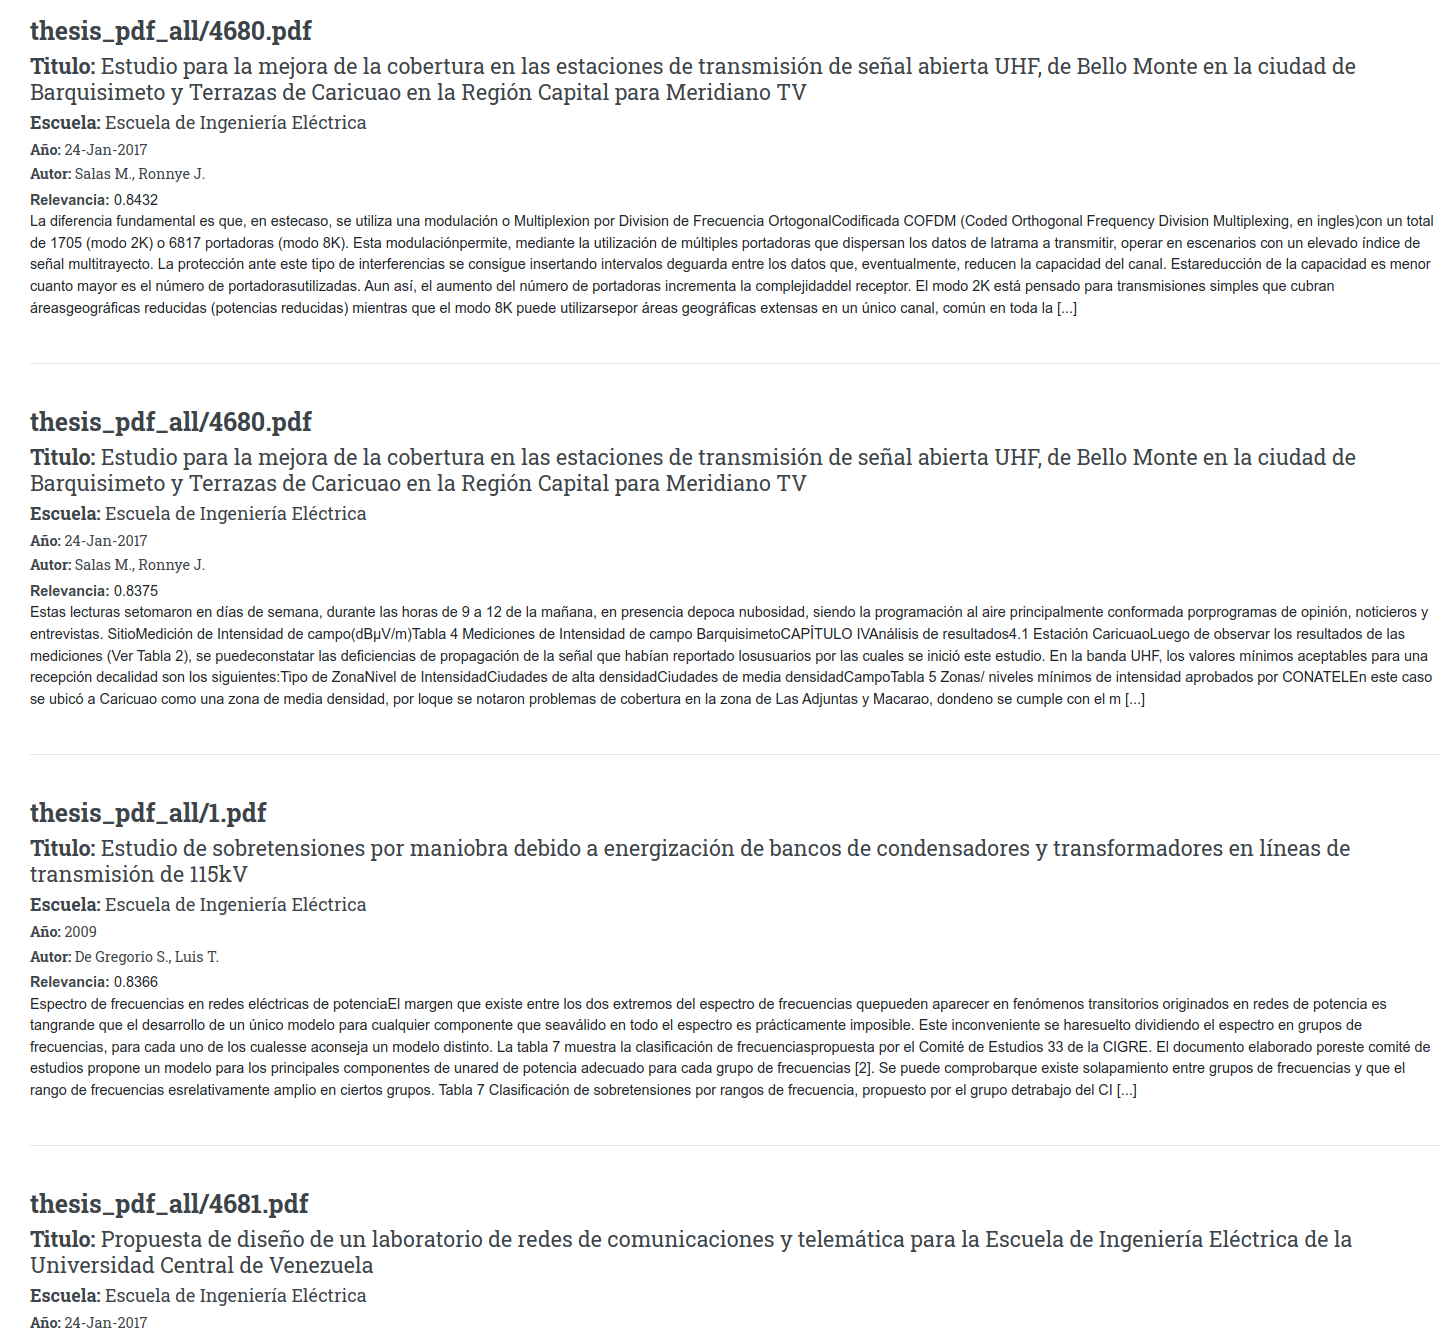 thesis_pdf_all/4680.pdf
Titulo: Estudio para la mejora de la cobertura en las estaciones de transmisión de señal abierta UHF, de Bello Monte en la ciudad de
Barquisimeto y Terrazas de Caricuao en la Región Capital para Meridiano TV
Escuela: Escuela de Ingeniería Eléctrica
Año: 24-Jan-2017
Autor: Salas M., Ronnye J.
Relevancia: 0.8432
La diferencia fundamental es que, en estecaso, se utiliza una modulación o Multiplexion por Division de Frecuencia OrtogonalCodificada COFDM (Coded Orthogonal Frequency Division Multiplexing, en ingles)con un total
de 1705 (modo 2K) o 6817 portadoras (modo 8K). Esta modulaciónpermite, mediante la utilización de múltiples portadoras que dispersan los datos de latrama a transmitir, operar en escenarios con un elevado índice de
señal multitrayecto. La protección ante este tipo de interferencias se consigue insertando intervalos deguarda entre los datos que, eventualmente, reducen la capacidad del canal. Estareducción de la capacidad es menor
cuanto mayor es el número de portadorasutilizadas. Aun así, el aumento del número de portadoras incrementa la complejidaddel receptor. El modo 2K está pensado para transmisiones simples que cubran
áreasgeográficas reducidas (potencias reducidas) mientras que el modo 8K puede utilizarsepor áreas geográficas extensas en un único canal, común en toda la [...]
thesis_pdf_all/4680.pdf
Titulo: Estudio para la mejora de la cobertura en las estaciones de transmisión de señal abierta UHF, de Bello Monte en la ciudad de
Barquisimeto y Terrazas de Caricuao en la Región Capital para Meridiano TV
Escuela: Escuela de Ingeniería Eléctrica
Año: 24-Jan-2017
Autor: Salas M., Ronnye J.
Relevancia: 0.8375
Estas lecturas setomaron en días de semana, durante las horas de 9 a 12 de la mañana, en presencia depoca nubosidad, siendo la programación al aire principalmente conformada porprogramas de opinión, noticieros y
entrevistas. SitioMedición de Intensidad de campo(dBµV/m)Tabla 4 Mediciones de Intensidad de campo BarquisimetoCAPÍTULO IVAnálisis de resultados4.1 Estación CaricuaoLuego de observar los resultados de las
mediciones (Ver Tabla 2), se puedeconstatar las deficiencias de propagación de la señal que habían reportado losusuarios por las cuales se inició este estudio. En la banda UHF, los valores mínimos aceptables para una
recepción decalidad son los siguientes:Tipo de ZonaNivel de IntensidadCiudades de alta densidadCiudades de media densidadCampoTabla 5 Zonas/ niveles mínimos de intensidad aprobados por CONATELEn este caso
se ubicó a Caricuao como una zona de media densidad, por loque se notaron problemas de cobertura en la zona de Las Adjuntas y Macarao, dondeno se cumple con el m [...]
thesis_pdf_all/1.pdf
Titulo: Estudio de sobretensiones por maniobra debido a energización de bancos de condensadores y transformadores en líneas de
transmisión de 115kV
Escuela: Escuela de Ingeniería Eléctrica
Año: 2009
Autor: De Gregorio S., Luis T.
Relevancia: 0.8366
Espectro de frecuencias en redes eléctricas de potenciaEl margen que existe entre los dos extremos del espectro de frecuencias quepueden aparecer en fenómenos transitorios originados en redes de potencia es
tangrande que el desarrollo de un único modelo para cualquier componente que seaválido en todo el espectro es prácticamente imposible. Este inconveniente se haresuelto dividiendo el espectro en grupos de
frecuencias, para cada uno de los cualesse aconseja un modelo distinto. La tabla 7 muestra la clasificación de frecuenciaspropuesta por el Comité de Estudios 33 de la CIGRE. El documento elaborado poreste comité de
estudios propone un modelo para los principales componentes de unared de potencia adecuado para cada grupo de frecuencias [2]. Se puede comprobarque existe solapamiento entre grupos de frecuencias y que el
rango de frecuencias esrelativamente amplio en ciertos grupos. Tabla 7 Clasificación de sobretensiones por rangos de frecuencia, propuesto por el grupo detrabajo del CI [...]
thesis_pdf_all/4681.pdf
Titulo: Propuesta de diseño de un laboratorio de redes de comunicaciones y telemática para la Escuela de Ingeniería Eléctrica de la
Universidad Central de Venezuela
Escuela: Escuela de Ingeniería Eléctrica
Año: 24-Jan-2017